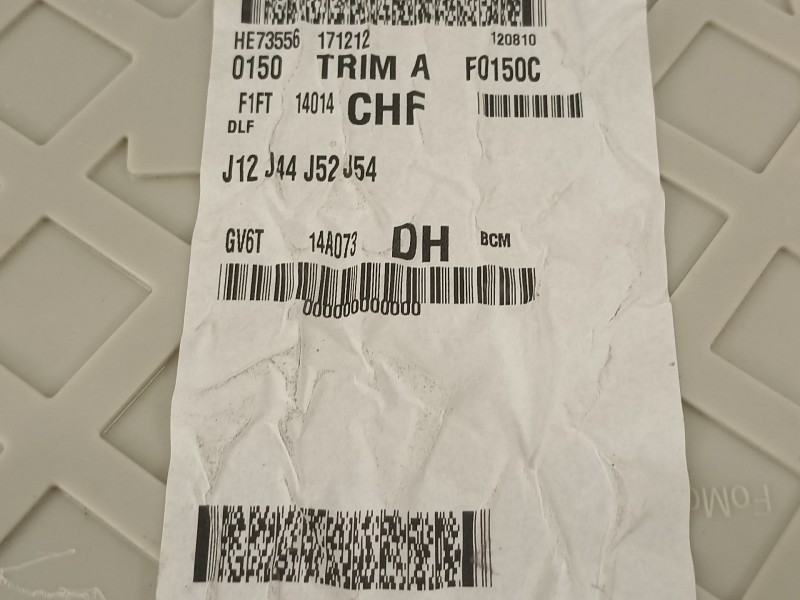 HE73556 171212 120810
0150 TRIM A F0150C
F1FT 14014 CHF
DLF
J12 J44 J52 J54
GV6T 14A073 DH BCM
000000000000
FoMo